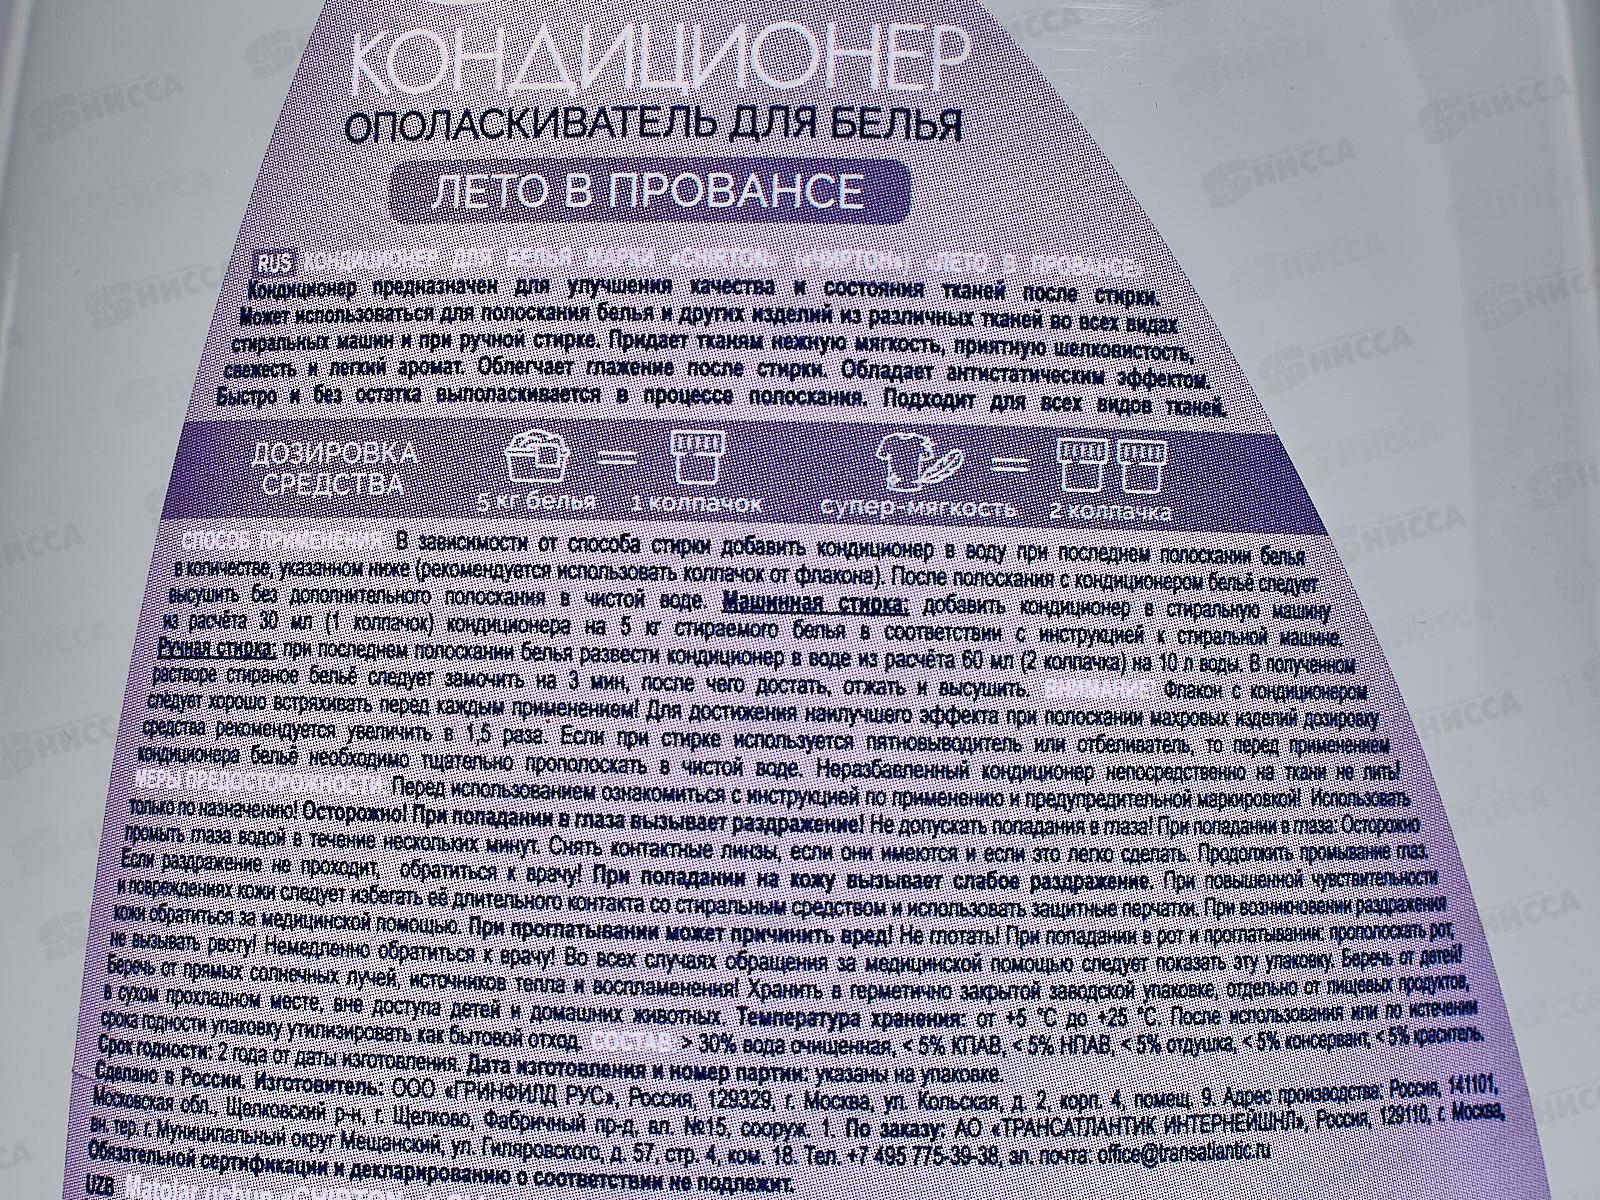 КОНДИЦИОНЕР
ОПОЛАСКИВАТЕЛЬ ДЛЯ БЕЛЬЯ
ЛЕТО В ПРОВАНСЕ
RUS КОНДИЦИОНЕР ДЛЯ БЕЛЬЯ МАРКИ «CHIRTON» («ЧИРТОН») «ЛЕТО В ПРОВАНСЕ»
Кондиционер предназначен для улучшения качества и состояния тканей после стирки.
Может использоваться для полоскания белья и других изделий из различных тканей во всех видах
стиральных машин и при ручной стирке. Придает тканям нежную мягкость, приятную шелковистость,
свежесть и легкий аромат. Облегчает глажение после стирки. Обладает антистатическим эффектом.
Быстро и без остатка выполаскивается в процессе полоскания. Подходит для всех видов тканей.
ДОЗИРОВКА
СРЕДСТВА
5 кг белья = 1 колпачок супер-мягкость = 2 колпачка
СПОСОБ ПРИМЕНЕНИЯ: В зависимости от способа стирки добавить кондиционер в воду при последнем полоскании белья
в количестве, указанном ниже (рекомендуется использовать колпачок от флакона). После полоскания с кондиционером бельё следует
высушить без дополнительного полоскания в чистой воде. Машинная стирка: добавить кондиционер в стиральную машину
из расчёта 30 мл (1 колпачок) кондиционера на 5 кг стираемого белья в соответствии с инструкцией к стиральной машине.
Ручная стирка: при последнем полоскании белья развести кондиционер в воде из расчёта 60 мл (2 колпачка) на 10 л воды. В полученном
растворе стираное бельё следует замочить на 3 мин, после чего достать, отжать и высушить. ВНИМАНИЕ! Флакон с кондиционером
следует хорошо встряхивать перед каждым применением! Для достижения наилучшего эффекта при полоскании махровых изделий дозировку
средства рекомендуется увеличить в 1,5 раза. Если при стирке используется пятновыводитель или отбеливатель, то перед применением
кондиционера бельё необходимо тщательно прополоскать в чистой воде. Неразбавленный кондиционер непосредственно на ткани не лить!
МЕРЫ ПРЕДОСТОРОЖНОСТИ: Перед использованием ознакомиться с инструкцией по применению и предупредительной маркировкой! Использовать
только по назначению! Осторожно! При попадании в глаза вызывает раздражение! Не допускать попадания в глаза! При попадании в глаза: Осторожно
промыть глаза водой в течение нескольких минут. Снять контактные линзы, если они имеются и если это легко сделать. Продолжить промывание глаз.
Если раздражение не проходит, обратиться к врачу! При попадании на кожу вызывает слабое раздражение. При повышенной чувствительности
и повреждениях кожи следует избегать её длительного контакта со стиральным средством и использовать защитные перчатки. При возникновении раздражения
кожи обратиться за медицинской помощью. При проглатывании может причинить вред! Не глотать! При попадании в рот и проглатывании: прополоскать рот,
не вызывать рвоту! Немедленно обратиться к врачу! Во всех случаях обращения за медицинской помощью следует показать эту упаковку. Беречь от детей!
Беречь от прямых солнечных лучей, источников тепла и воспламенения! Хранить в герметично закрытой заводской упаковке, отдельно от пищевых продуктов,
в сухом прохладном месте, вне доступа детей и домашних животных. Температура хранения: от +5 °С до +25 °С. После использования или по истечении
срока годности упаковку утилизировать как бытовой отход. СОСТАВ: > 30% вода очищенная, < 5% КПАВ, < 5% НПАВ, < 5% отдушка, < 5% консервант, < 5% краситель.
Срок годности: 2 года от даты изготовления. Дата изготовления и номер партии: указаны на упаковке.
Сделано в России. Изготовитель: ООО «ГРИНФИЛД РУС», Россия, 129329, г. Москва, ул. Кольская, д. 2, корп. 4, помещ. 9. Адрес производства: Россия, 141101,
Московская обл., Щелковский р-н, г. Щелково, Фабричный пр-д, вл. №15, сооруж. 1. По заказу: АО «ТРАНСАТЛАНТИК ИНТЕРНЕЙШНЛ», Россия, 129110, г. Москва,
вн. тер. г. Муниципальный округ Мещанский, ул. Гиляровского, д. 57, стр. 4, ком. 18. Тел. +7 495 775-39-38, эл. почта: office@transatlantic.ru
Обязательной сертификации и декларированию о соответствии не подлежит.
UZB
НИССА